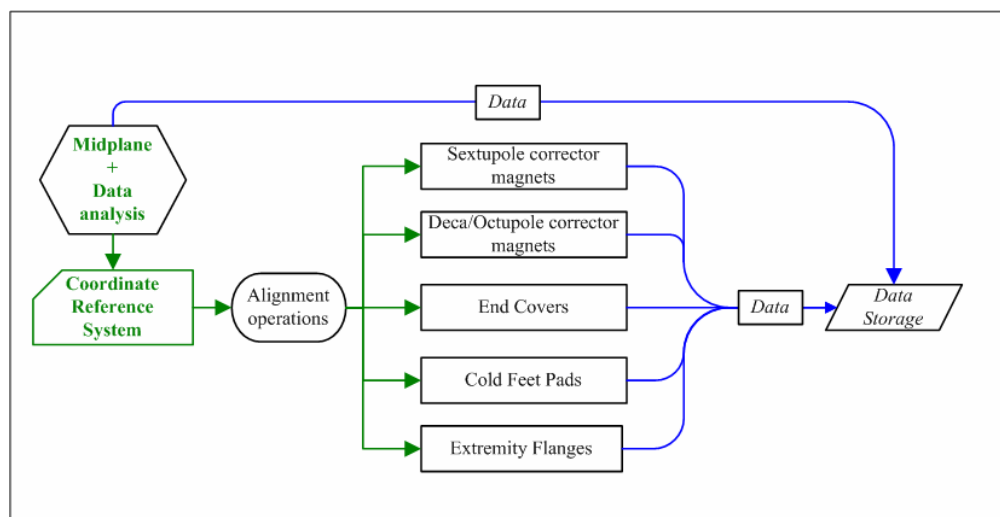 Data
Midplane
+
Data
analysis
Sextupole corrector
magnets
Deca/Octupole corrector
magnets
Coordinate
Reference
System
Alignment
operations
End Covers
Data
Data
Storage
Cold Feet Pads
Extremity Flanges